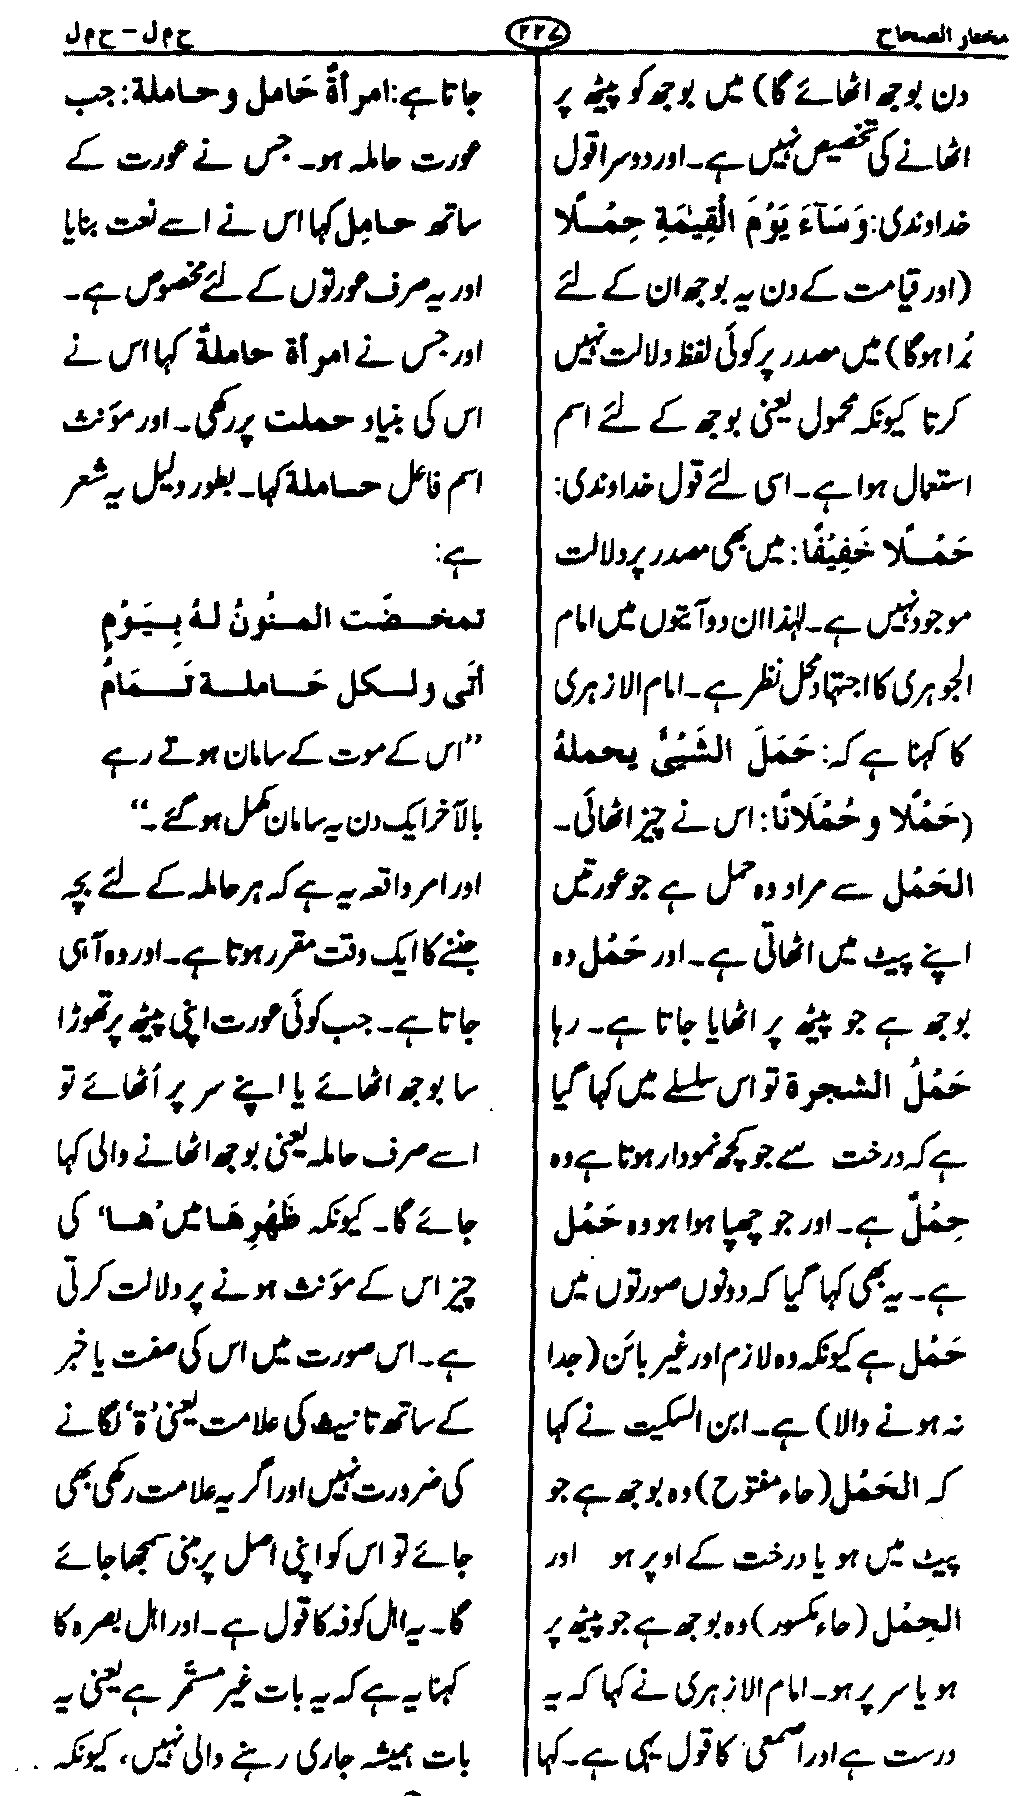 مختار الصحاح
۲۲۷
ح م ل – ح م ل
دن بوجھ اٹھائے گا) میں بوجھ کو پیٹھ پر
اٹھانے کی تخصیص نہیں ہے۔ اور دوسرا قول
خداوندی: وَسَآءَ يَوْمَ الْقِيٰمَةِ حِمْلًا
(اور قیامت کے دن یہ بوجھ ان کے لئے
بُرا ہوگا) میں مصدر پر کوئی لفظ دلالت نہیں
کرتا کیونکہ محمول یعنی بوجھ کے لئے اسم
استعمال ہوا ہے۔ اسی لئے قول خداوندی:
حَمْلًا خَفِيْفًا: میں بھی مصدر پر دلالت
موجود نہیں ہے۔ لہٰذا ان دو آیتوں میں امام
الجوہری کا اجتہاد محل نظر ہے۔ امام الازہری
کا کہنا ہے کہ: حَمَلَ الشَيْئَ يحملهُ
(حَمْلًا و حُمْلَانًا: اس نے چیز اٹھائی۔
الحَمْل سے مراد وہ حمل ہے جو عورتیں
اپنے پیٹ میں اٹھاتی ہے۔ اور حَمْل وہ
بوجھ ہے جو پیٹھ پر اٹھایا جاتا ہے۔ رہا
حَمْلُ الشجرة تو اس سلسلے میں کہا گیا
ہے کہ درخت سے جو کچھ نمودار ہوتا ہے وہ
حِمْلٌ ہے۔ اور جو چھپا ہوا ہو وہ حَمْل
ہے۔ یہ بھی کہا گیا کہ دونوں صورتوں میں
حَمْل ہے کیونکہ وہ لازم اور غیر بائن (جدا
نہ ہونے والا) ہے۔ ابن السکیت نے کہا
کہ الحَمْل (حاء مفتوح) وہ بوجھ ہے جو
پیٹ میں ہو یا درخت کے اوپر ہو اور
الحِمْل (حاء مکسور) وہ بوجھ ہے جو پیٹھ پر
ہو یا سر پر ہو۔ امام الازہری نے کہا کہ یہ
درست ہے اور اصمعی کا قول یہی ہے۔ کہا
جاتا ہے: امرأةٌ حَامل و حاملة: جب
عورت حاملہ ہو۔ جس نے عورت کے
ساتھ حامِل کہا اس نے اسے نعت بنایا
اور یہ صرف عورتوں کے لئے مخصوص ہے۔
اور جس نے امرأة حاملةٌ کہا اس نے
اس کی بنیاد حملت پر رکھی۔ اور مؤنث
اسم فاعل حاملة کہا۔ بطور دلیل یہ شعر
ہے:
تمخضَت المنُونُ لهُ بِيَوْمٍ
أتَى ولكل حَاملة تَمَامُ
”اس کے موت کے سامان ہوتے رہے
بالآخر ایک دن یہ سامان مکمل ہو گئے۔“
اور امر واقعہ یہ ہے کہ ہر حاملہ کے لئے بچہ
جننے کا ایک وقت مقرر ہوتا ہے۔ اور وہ آ ہی
جاتا ہے۔ جب کوئی عورت اپنی پیٹھ پر تھوڑا
سا بوجھ اٹھائے یا اپنے سر پر اُٹھائے تو
اسے صرف حاملہ یعنی بوجھ اٹھانے والی کہا
جائے گا۔ کیونکہ ظَهْرِهَا میں ’ها‘ کی
چیز اس کے مؤنث ہونے پر دلالت کرتی
ہے۔ اس صورت میں اس کی صفت یا خبر
کے ساتھ تانیث کی علامت یعنی ’ة‘ لگانے
کی ضرورت نہیں اور اگر یہ علامت رکھی بھی
جائے تو اس کو اپنی اصل پر مبنی سمجھا جائے
گا۔ یہ اہل کوفہ کا قول ہے۔ اور اہل بصرہ کا
کہنا یہ ہے کہ یہ بات غیر مستمّر ہے یعنی یہ
بات ہمیشہ جاری رہنے والی نہیں، کیونکہ